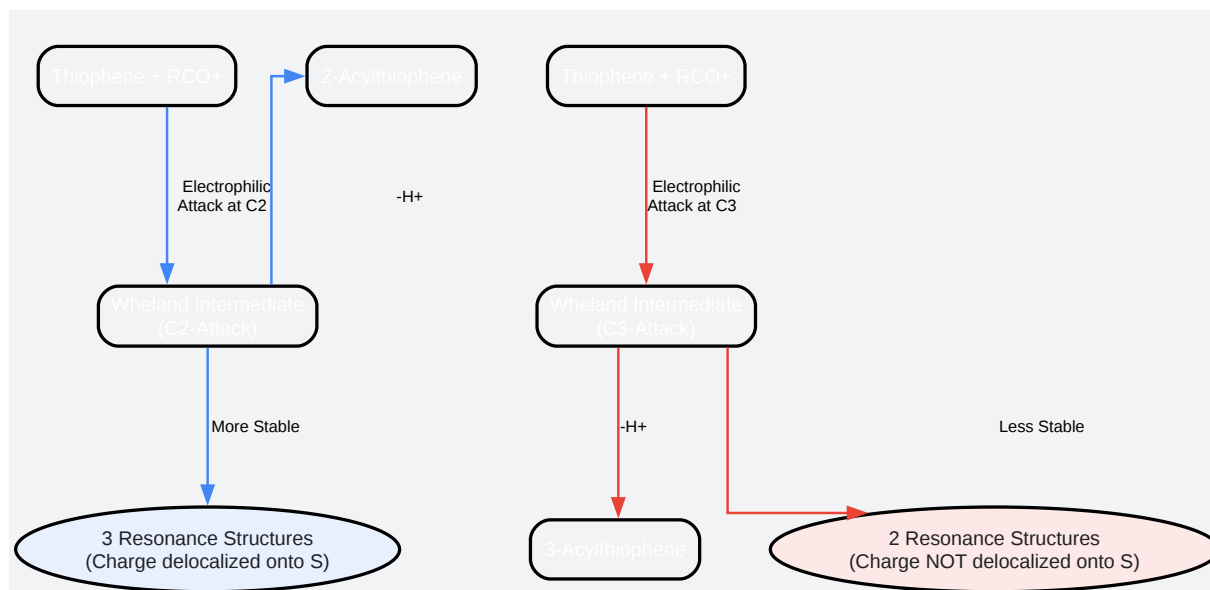 Thiophene + RCO+
2-Acylthiophene
Thiophene + RCO+
Electrophilic
Attack at C2
-H+
Electrophilic
Attack at C3
Wheland Intermediate
(C2-Attack)
Wheland Intermediate
(C3-Attack)
More Stable
-H+
Less Stable
3 Resonance Structures
(Charge delocalized onto S)
3-Acylthiophene
2 Resonance Structures
(Charge NOT delocalized onto S)